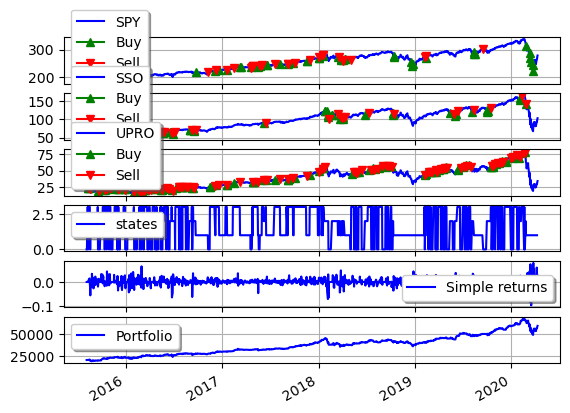 SPY
Buy
Sell
300
200
SSO
Buy
Sell
150
100
50
UPRO
Buy
Sell
75
50
25
states
2.5
0.0
Simple returns
0.0
−0.1
Portfolio
50000
25000
2016 2017 2018 2019 2020